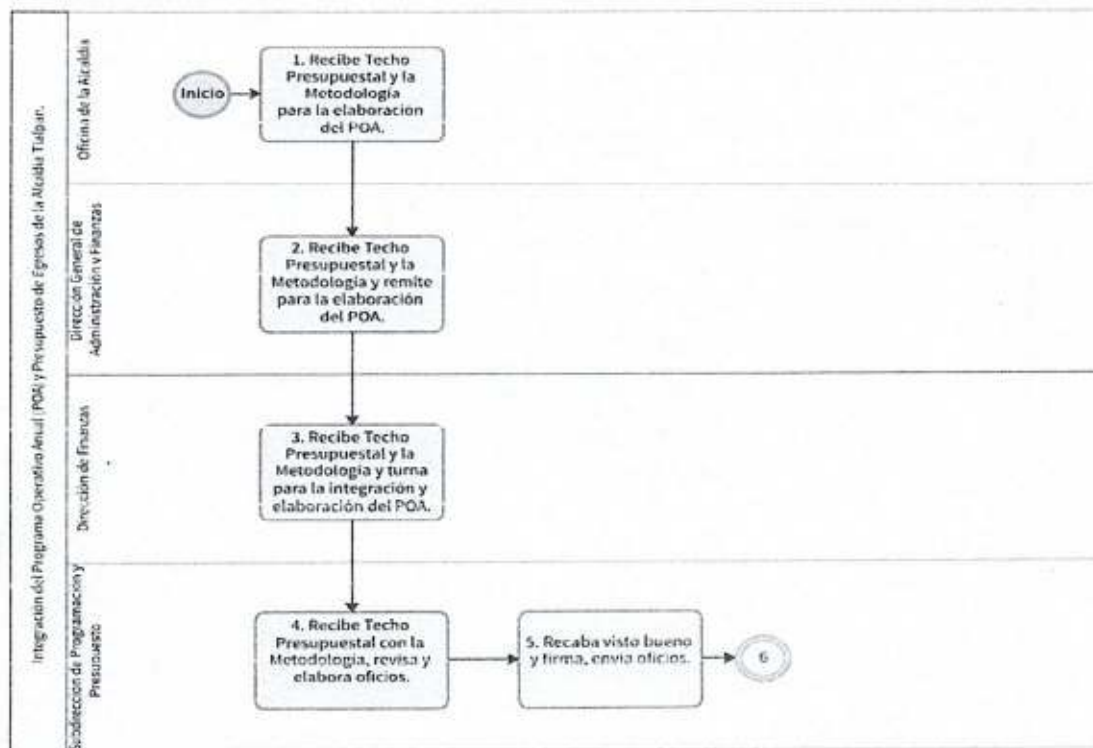 Integración del Programa Operativo Anual (POA) y Presupuesto de Egresos de la Alcaldía Tlalpan.
Oficina de la Alcaldía
Inicio
1. Recibe Techo
Presupuestal y la
Metodología
para la elaboración
del POA.
Dirección General de
Administración y Finanzas
2. Recibe Techo
Presupuestal y la
Metodología y remite
para la elaboración
del POA.
Dirección de Finanzas
3. Recibe Techo
Presupuestal y la
Metodología y turna
para la integración y
elaboración del POA.
Subdirección de Programación y
Presupuesto
4. Recibe Techo
Presupuestal con la
Metodología, revisa y
elabora oficios.
5. Recaba visto bueno
y firma, envía oficios.
6